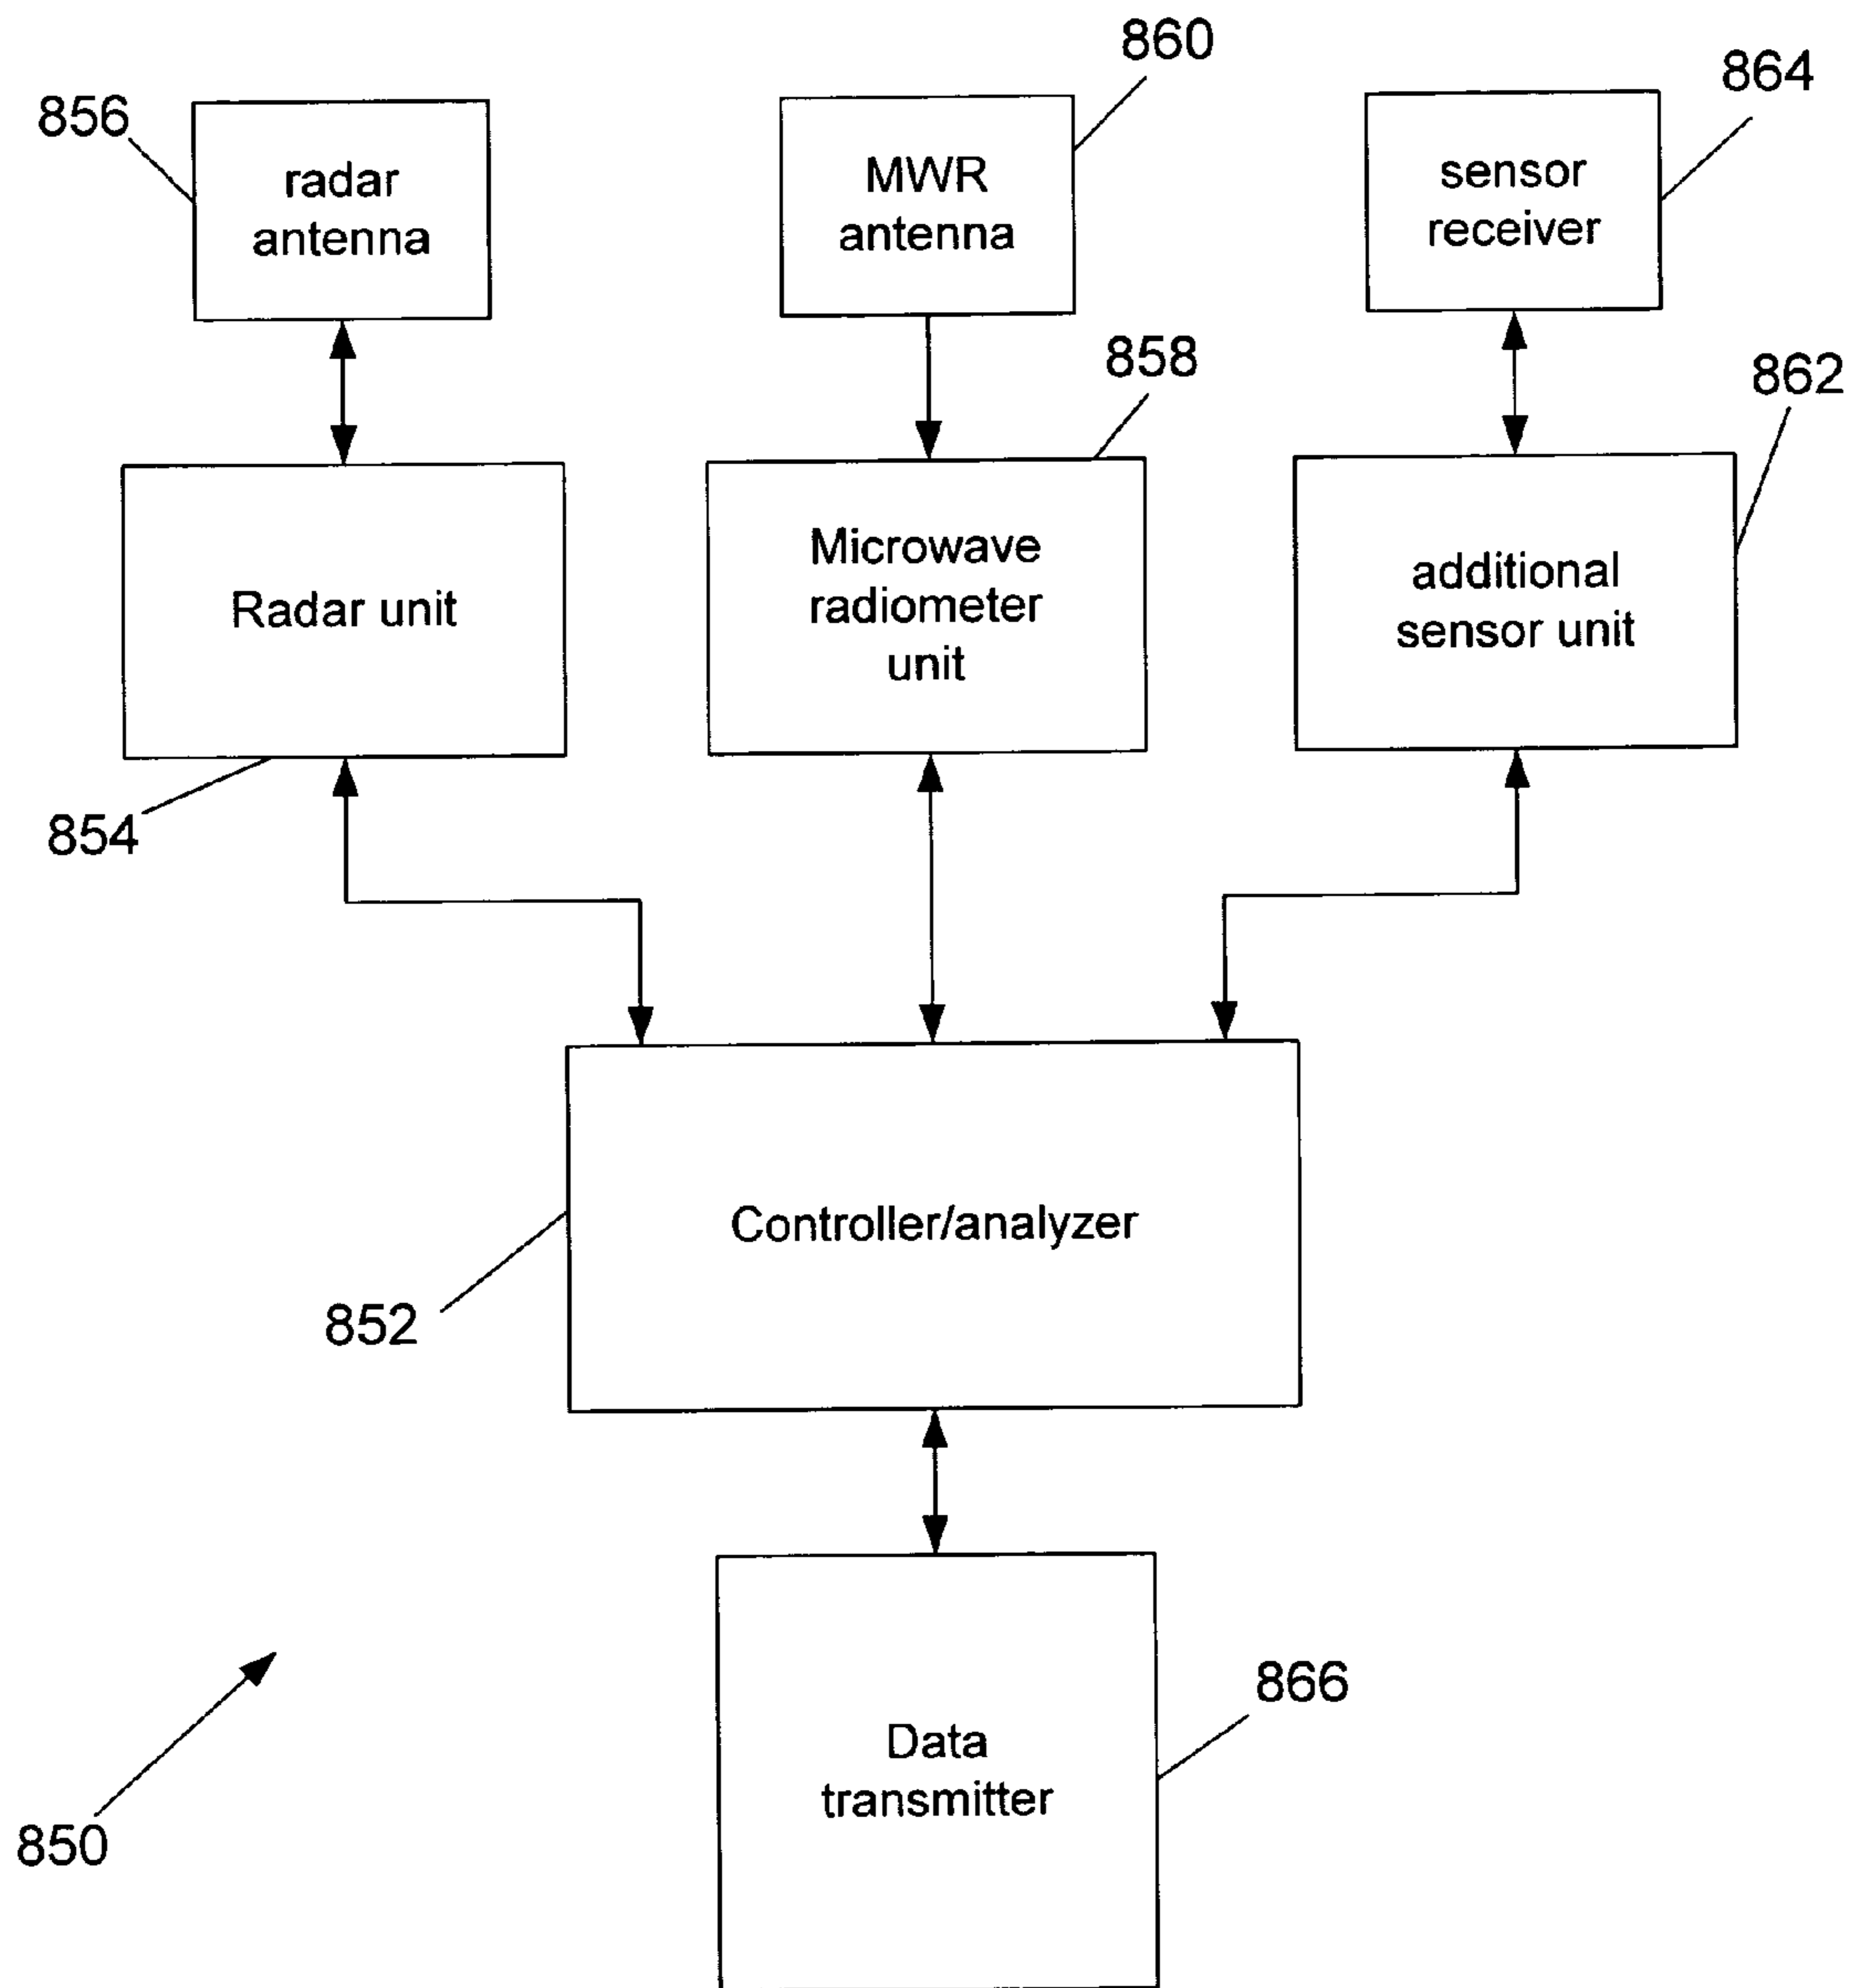 860
864
856
radar
antenna
MWR
antenna
sensor
receiver
858
862
Radar unit
Microwave
radiometer
unit
additional
sensor unit
854
Controller/analyzer
852
866
Data
transmitter
850